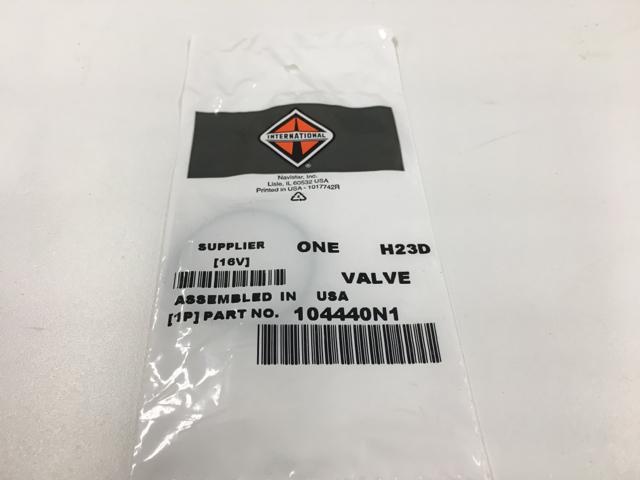 INTERNATIONAL
®
Navistar, Inc.
Lisle, IL 60532 USA
Printed in USA - 1017742R
SUPPLIER ONE H23D
[16V]
VALVE
ASSEMBLED IN USA
[1P] PART NO. 104440N1